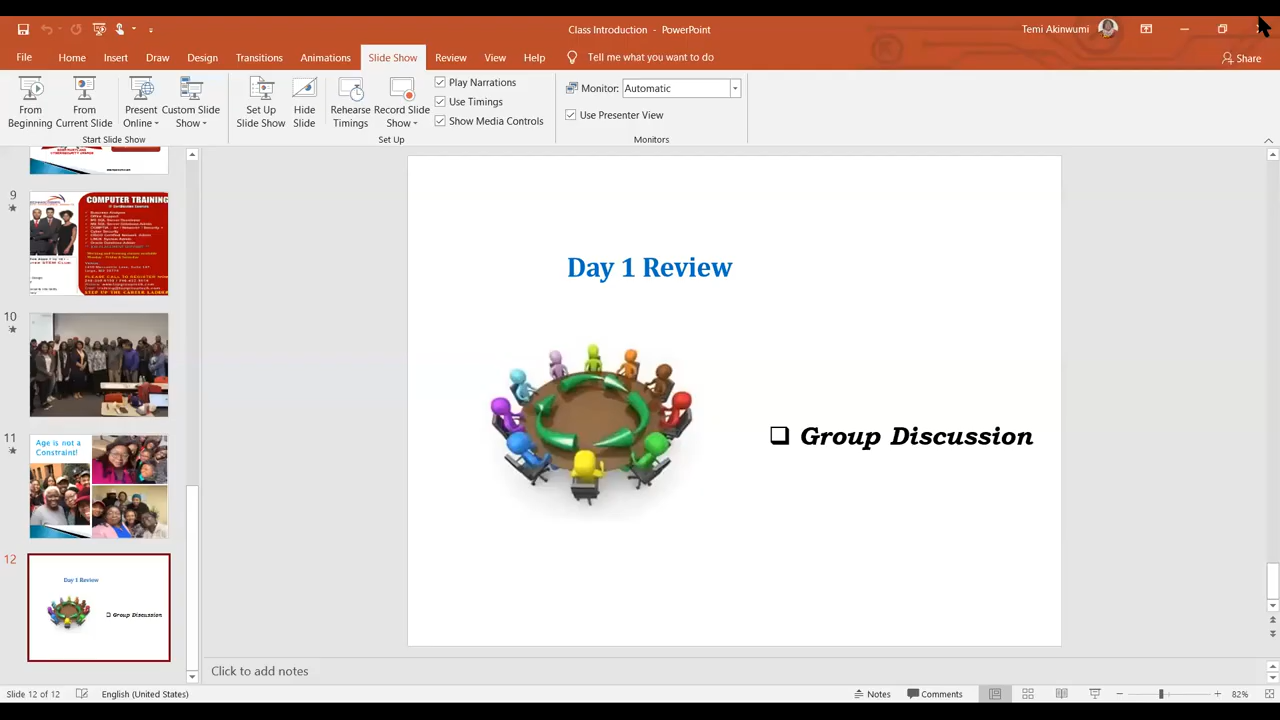 Class Introduction - PowerPoint
Temi Akinwumi
File Home Insert Draw Design Transitions Animations Slide Show Review View Help Tell me what you want to do
Share
From Beginning
From Current Slide
Present Online
Custom Slide Show
Set Up Slide Show
Hide Slide
Rehearse Timings
Record Slide Show
Play Narrations
Use Timings
Show Media Controls
Monitor: Automatic
Use Presenter View
Start Slide Show
Set Up
Monitors
9
COMPUTER TRAINING
10
11
Age is not a
Constraint!
12
Day 1 Review
Group Discussion
Day 1 Review
Group Discussion
Click to add notes
Slide 12 of 12
English (United States)
Notes
Comments
82%